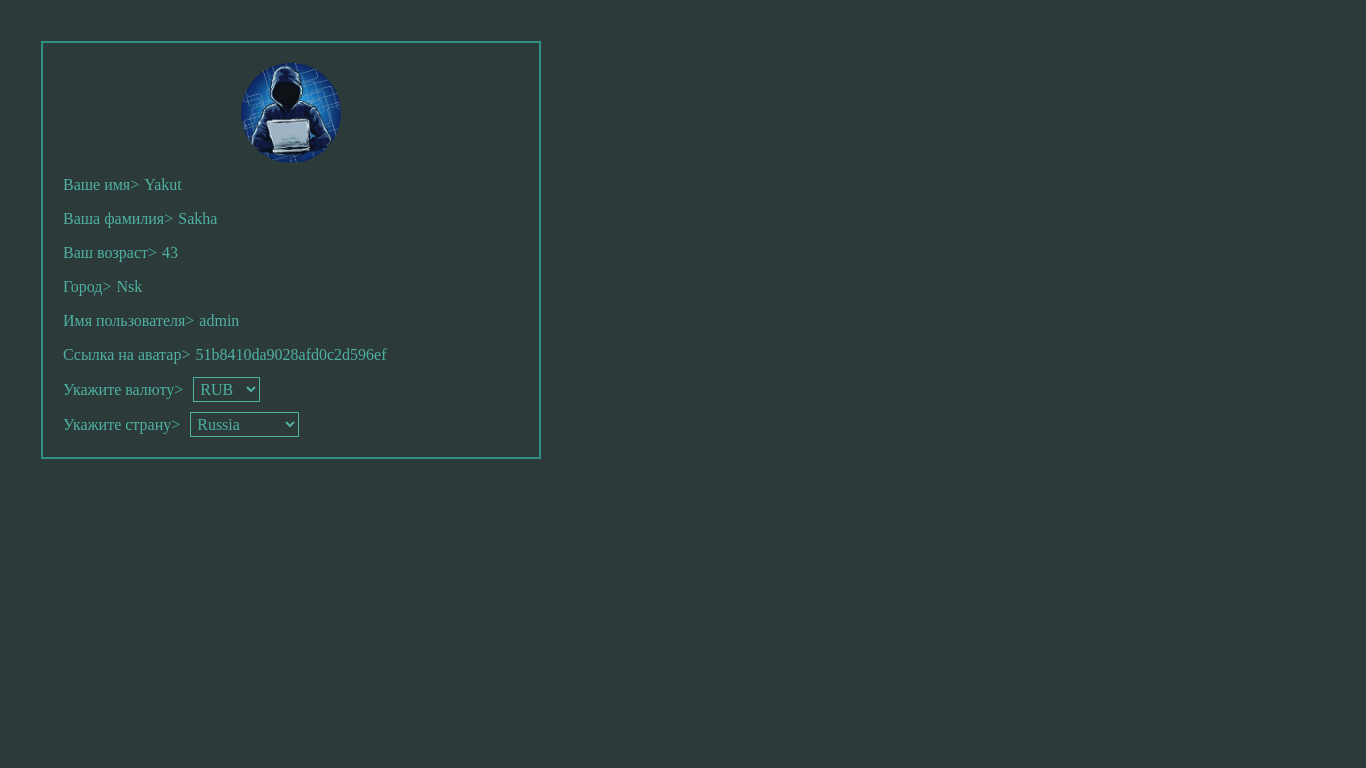 Ваше имя> Yakut
Ваша фамилия> Sakha
Ваш возраст> 43
Город> Nsk
Имя пользователя> admin
Ссылка на аватар> 51b8410da9028afd0c2d596ef
Укажите валюту> RUB
Укажите страну> Russia